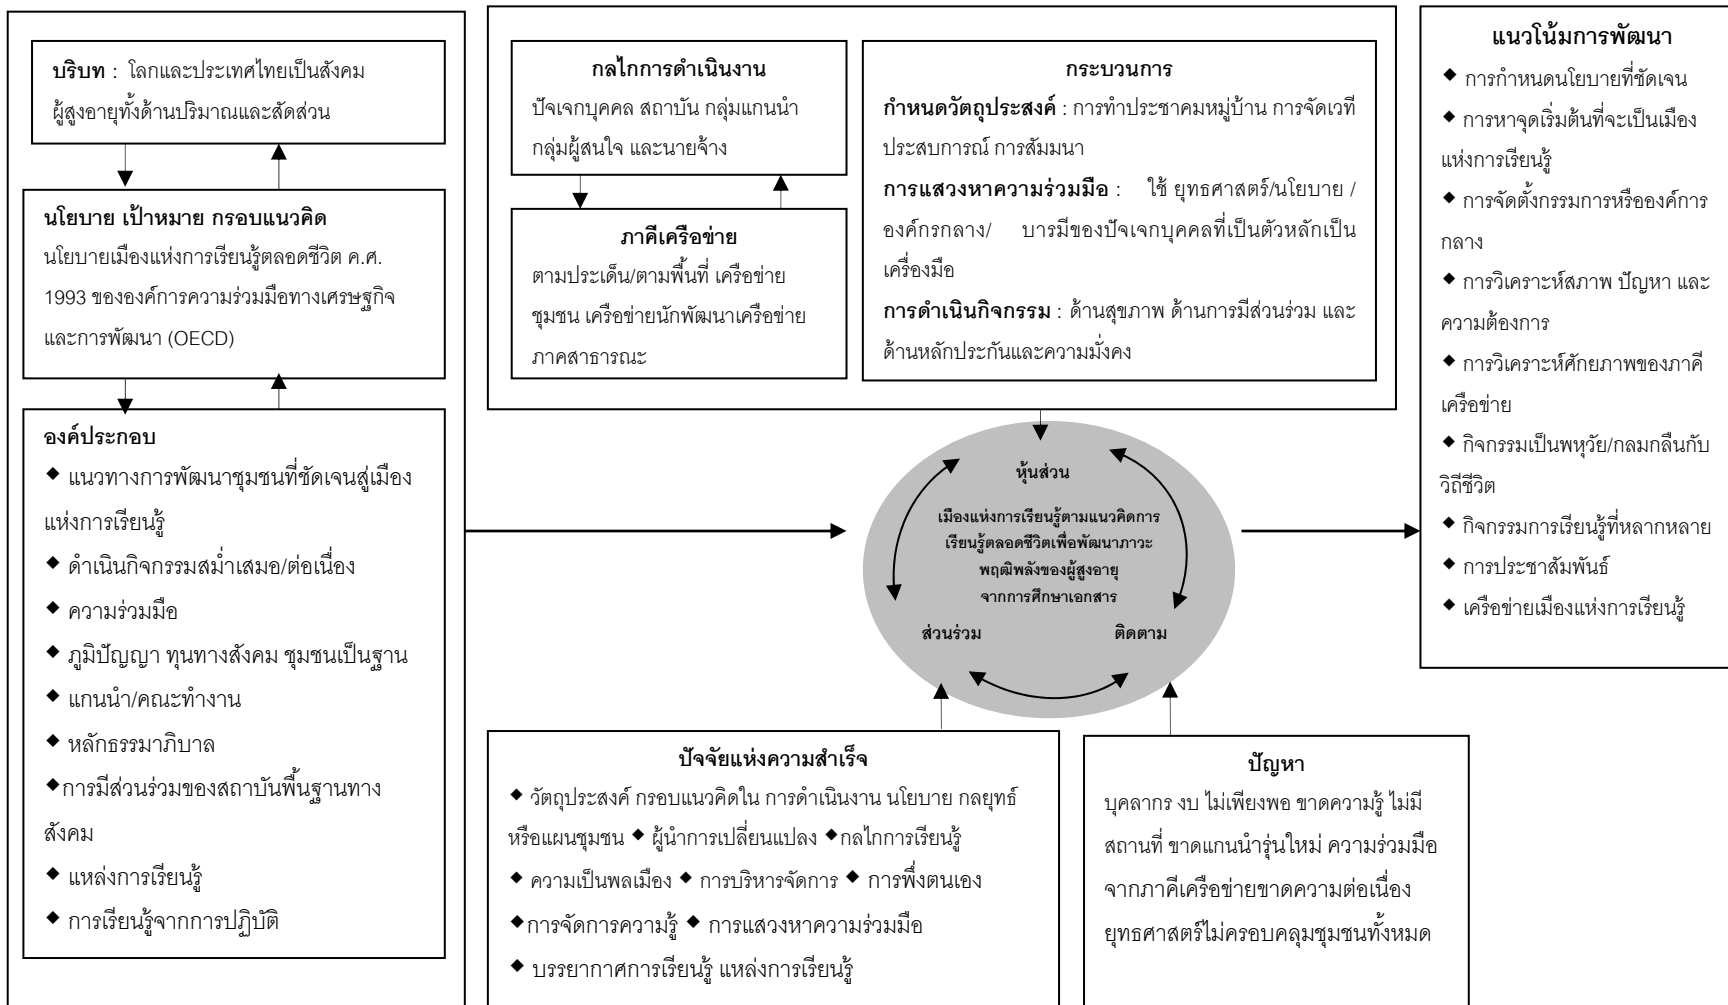 บริบท : โลกและประเทศไทยเป็นสังคม
ผู้สูงอายุทั้งด้านปริมาณและสัดส่วน
นโยบาย เป้าหมาย กรอบแนวคิด
นโยบายเมืองแห่งการเรียนรู้ตลอดชีวิต ค.ศ.
1993 ขององค์การความร่วมมือทางเศรษฐกิจ
และการพัฒนา (OECD)
องค์ประกอบ
◆ แนวทางการพัฒนาชุมชนที่ชัดเจนสู่เมือง
แห่งการเรียนรู้
◆ ดำเนินกิจกรรมสม่ำเสมอ/ต่อเนื่อง
◆ ความร่วมมือ
◆ ภูมิปัญญา ทุนทางสังคม ชุมชนเป็นฐาน
◆ แกนนำ/คณะทำงาน
◆ หลักธรรมาภิบาล
◆การมีส่วนร่วมของสถาบันพื้นฐานทาง
สังคม
◆ แหล่งการเรียนรู้
◆ การเรียนรู้จากการปฏิบัติ
กลไกการดำเนินงาน
ปัจเจกบุคคล สถาบัน กลุ่มแกนนำ
กลุ่มผู้สนใจ และนายจ้าง
ภาคีเครือข่าย
ตามประเด็น/ตามพื้นที่ เครือข่าย
ชุมชน เครือข่ายนักพัฒนาเครือข่าย
ภาคสาธารณะ
กระบวนการ
กำหนดวัตถุประสงค์ : การทำประชาคมหมู่บ้าน การจัดเวที
ประสบการณ์ การสัมมนา
การแสวงหาความร่วมมือ : ใช้ ยุทธศาสตร์/นโยบาย /
องค์กรกลาง/ บารมีของปัจเจกบุคคลที่เป็นตัวหลักเป็น
เครื่องมือ
การดำเนินกิจกรรม : ด้านสุขภาพ ด้านการมีส่วนร่วม และ
ด้านหลักประกันและความมั่งคง
หุ้นส่วน
เมืองแห่งการเรียนรู้ตามแนวคิดการ
เรียนรู้ตลอดชีวิตเพื่อพัฒนาภาวะ
พฤฒิพลังของผู้สูงอายุ
จากการศึกษาเอกสาร
ส่วนร่วม
ติดตาม
ปัจจัยแห่งความสำเร็จ
◆ วัตถุประสงค์ กรอบแนวคิดใน การดำเนินงาน นโยบาย กลยุทธ์
หรือแผนชุมชน ◆ ผู้นำการเปลี่ยนแปลง ◆กลไกการเรียนรู้
◆ ความเป็นพลเมือง ◆ การบริหารจัดการ ◆ การพึ่งตนเอง
◆การจัดการความรู้ ◆ การแสวงหาความร่วมมือ
◆ บรรยากาศการเรียนรู้ แหล่งการเรียนรู้
ปัญหา
บุคลากร งบ ไม่เพียงพอ ขาดความรู้ ไม่มี
สถานที่ ขาดแกนนำรุ่นใหม่ ความร่วมมือ
จากภาคีเครือข่ายขาดความต่อเนื่อง
ยุทธศาสตร์ไม่ครอบคลุมชุมชนทั้งหมด
แนวโน้มการพัฒนา
◆ การกำหนดนโยบายที่ชัดเจน
◆ การหาจุดเริ่มต้นที่จะเป็นเมือง
แห่งการเรียนรู้
◆ การจัดตั้งกรรมการหรือองค์การ
กลาง
◆ การวิเคราะห์สภาพ ปัญหา และ
ความต้องการ
◆ การวิเคราะห์ศักยภาพของภาคี
เครือข่าย
◆ กิจกรรมเป็นพหุวัย/กลมกลืนกับ
วิถีชีวิต
◆ กิจกรรมการเรียนรู้ที่หลากหลาย
◆ การประชาสัมพันธ์
◆ เครือข่ายเมืองแห่งการเรียนรู้